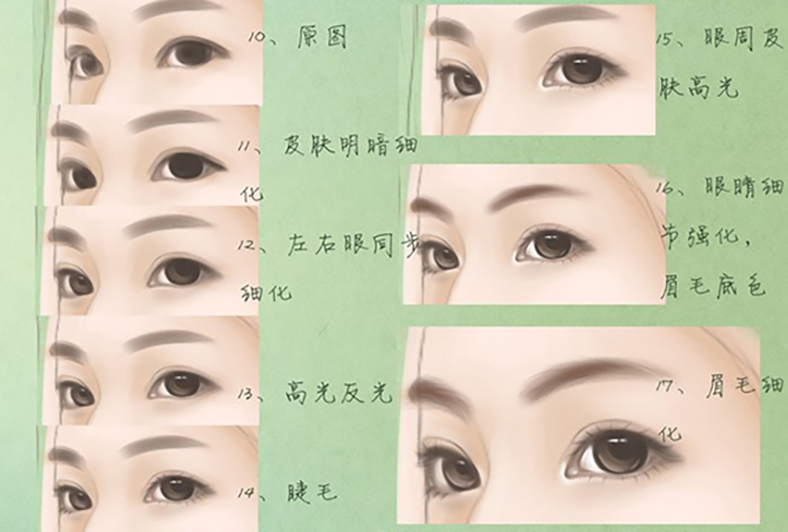 10、原图
11、皮肤明暗细
化
12、左右眼同步
细化
13、高光反光
14、睫毛
15、眼周皮
肤高光
16、眼睛细
节强化，
眉毛底色
17、眉毛细
化